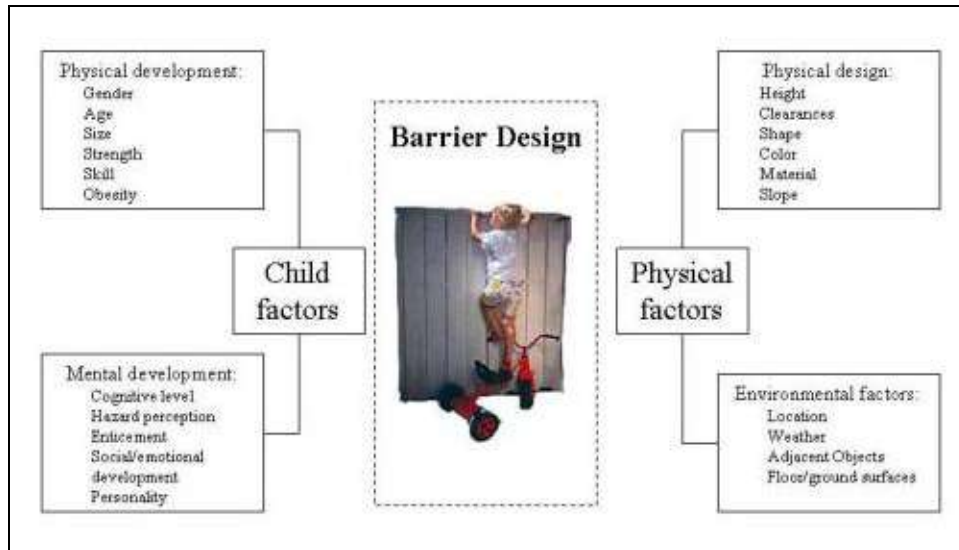 Physical development:
Gender
Age
Size
Strength
Skill
Obesity
Child
factors
Mental development:
Cognitive level
Hazard perception
Enticement
Social/emotional
development
Personality
Barrier Design
Physical design:
Height
Clearances
Shape
Color
Material
Slope
Physical
factors
Environmental factors:
Location
Weather
Adjacent Objects
Floor/ground surfaces